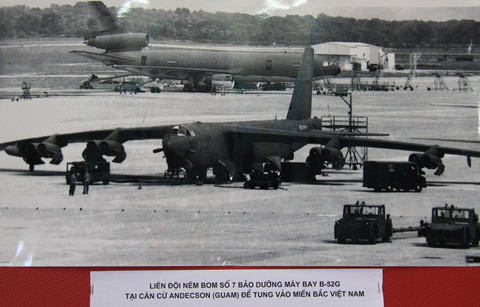 LIÊN ĐỘI NÉM BOM SỐ 7 BẢO DƯỠNG MÁY BAY B-52G
TẠI CĂN CỨ ANDECSON (GUAM) ĐỂ TUNG VÀO MIỀN BẮC VIỆT NAM